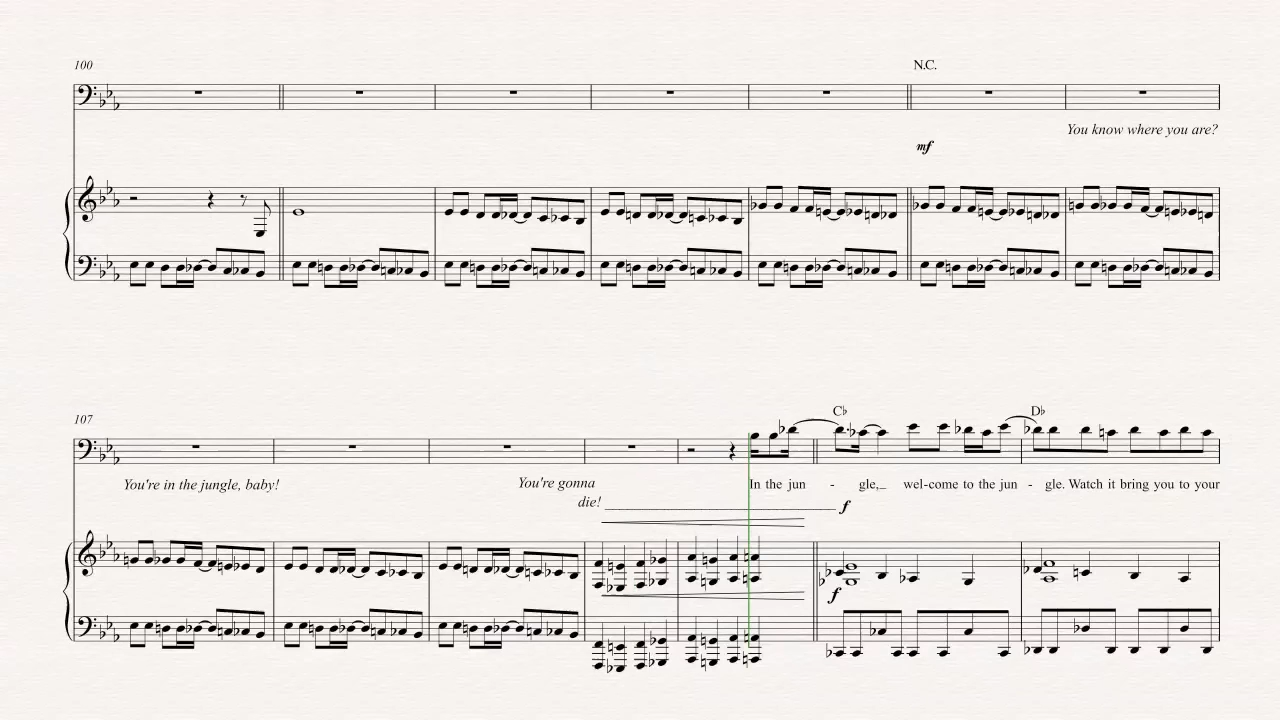 100
N.C.
You know where you are?
mf
107
C♭
D♭
You're in the jungle, baby!
You're gonna
In the jun - gle,_ wel-come to the jun - gle. Watch it bring you to your
die! ______ f
f